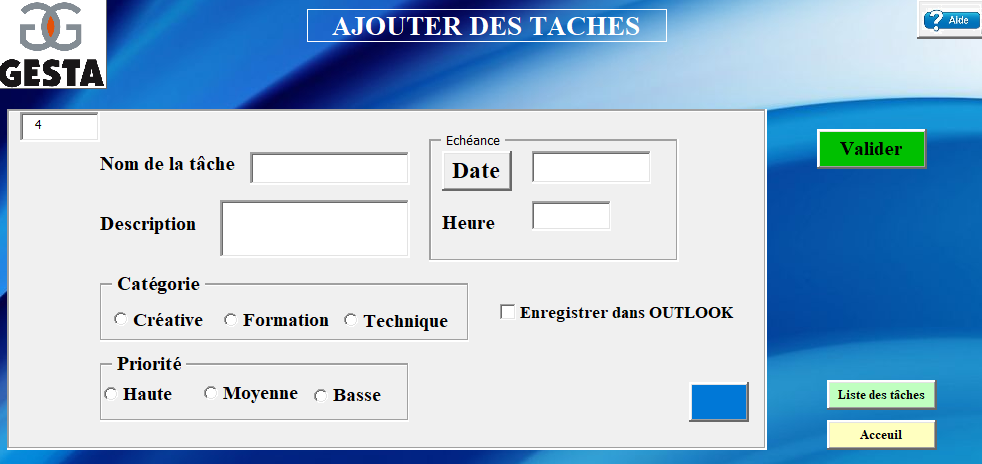 GESTA
AJOUTER DES TACHES
? Aide
4
Nom de la tâche
Description
Echéance
Date
Heure
Valider
Catégorie
Créative Formation Technique
Enregistrer dans OUTLOOK
Priorité
Haute Moyenne Basse
Liste des tâches
Acceuil